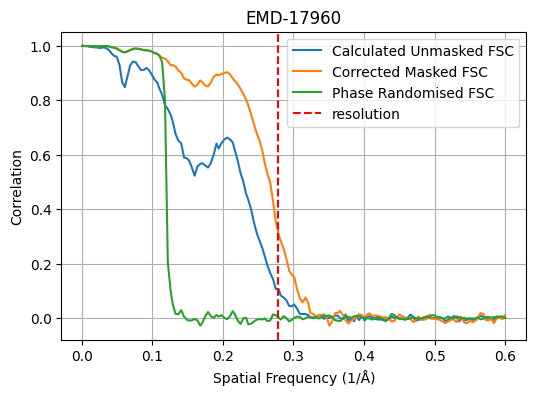 EMD-17960
Calculated Unmasked FSC
Corrected Masked FSC
Phase Randomised FSC
resolution
1.0
0.8
0.6
0.4
0.2
0.0
Correlation
0.0 0.1 0.2 0.3 0.4 0.5 0.6
Spatial Frequency (1/Å)